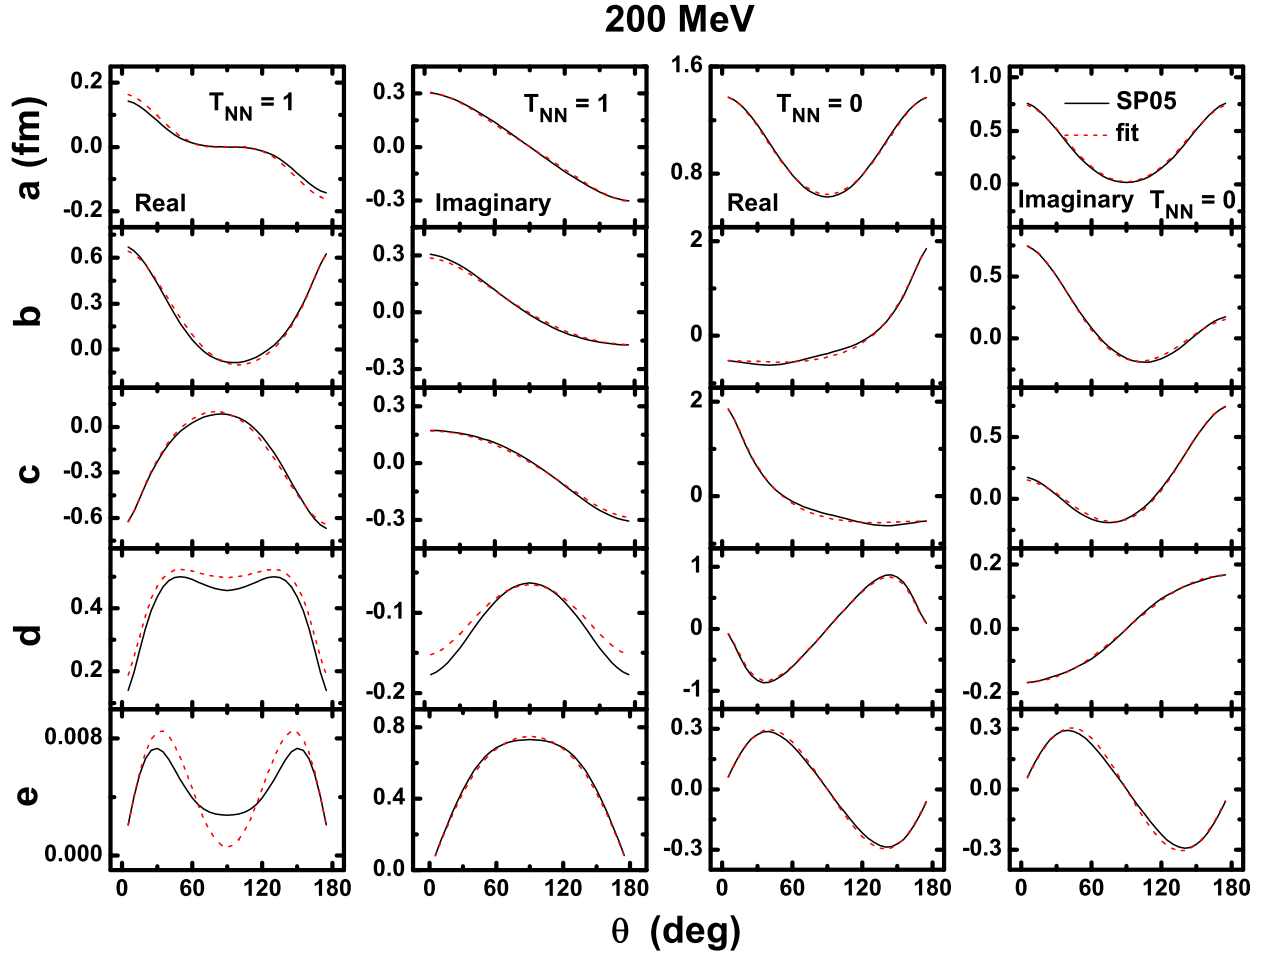 200 MeV
a (fm)
0.2
0.0
-0.2
T_NN = 1
Real
0.3
0.0
-0.3
T_NN = 1
Imaginary
1.6
0.8
T_NN = 0
Real
1.0
0.5
0.0
SP05
fit
Imaginary T_NN = 0
b
0.6
0.3
0.0
0.3
0.0
-0.3
2
0
0.5
0.0
c
0.0
-0.3
-0.6
0.3
0.0
-0.3
2
0
0.5
0.0
d
0.4
0.2
-0.1
-0.2
1
0
-1
0.2
0.0
-0.2
e
0.008
0.000
0.8
0.4
0.0
0.3
0.0
-0.3
0.3
0.0
-0.3
0 60 120 180
0 60 120 180
0 60 120 180
0 60 120 180
θ (deg)